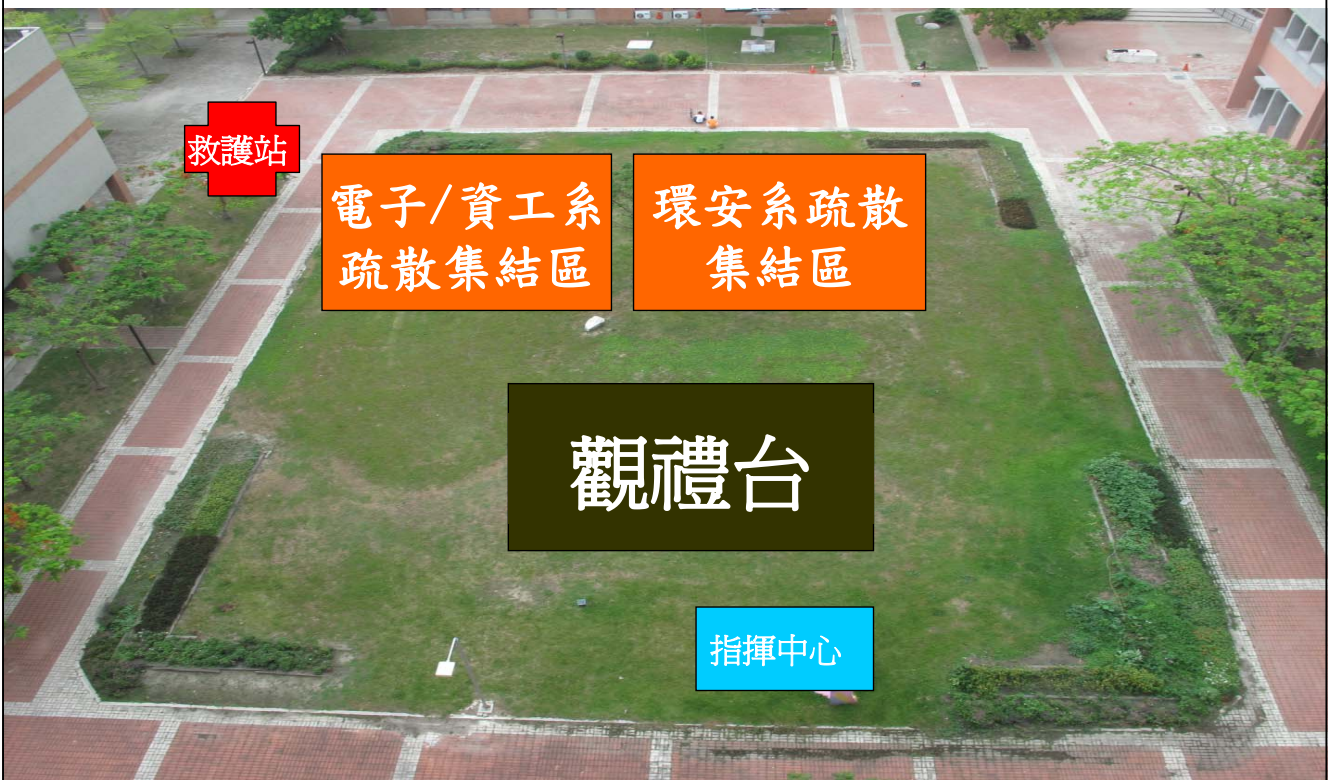 救護站
電子/資工系
疏散集結區
環安系疏散
集結區
觀禮台
指揮中心